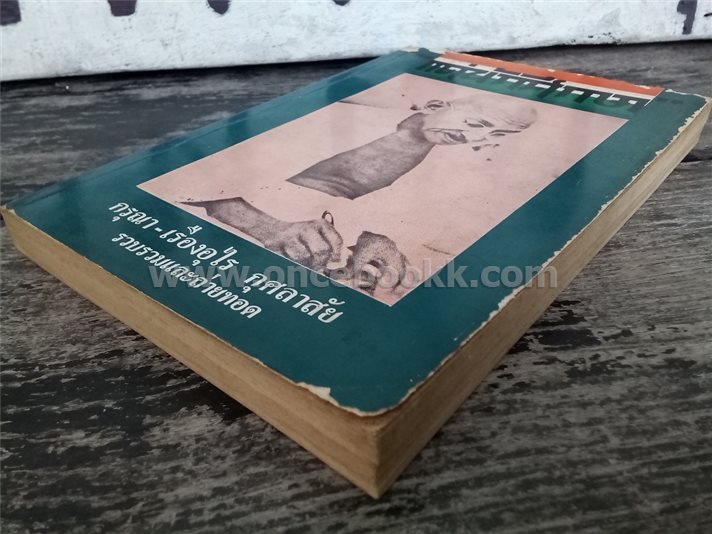 กรุณา-เรืองอุไร กุศลาสัย
รวบรวมและถ่ายทอด
www.oncebookk.com